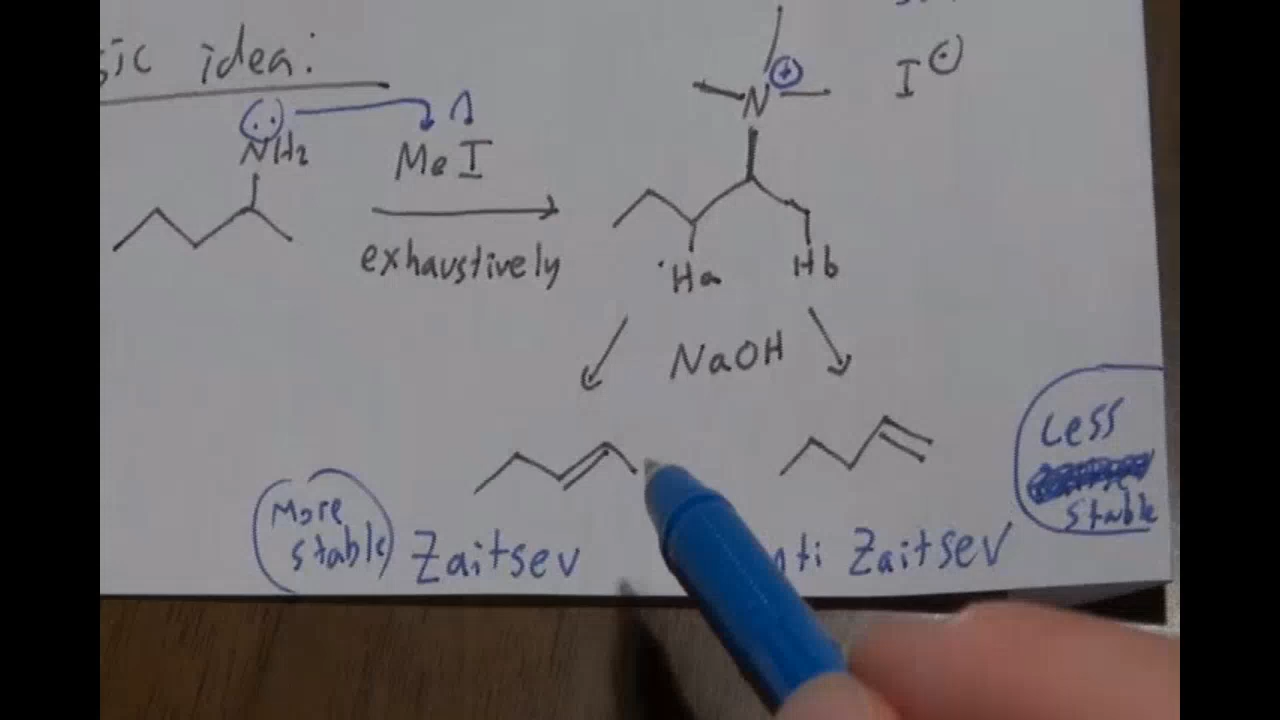 sic idea:
NH2
MeI
exhaustively
N
I
Ha
Hb
NaOH
More
stable
Zaitsev
nti Zaitsev
Less
stable